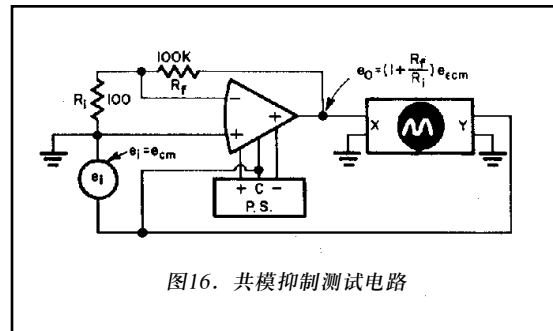 100K
Rf
Ri
100
−
+
+
e0=(1+Rf/Ri)eεcm
ei=ecm
ei
X
Y
+ C −
P.S.
图16. 共模抑制测试电路